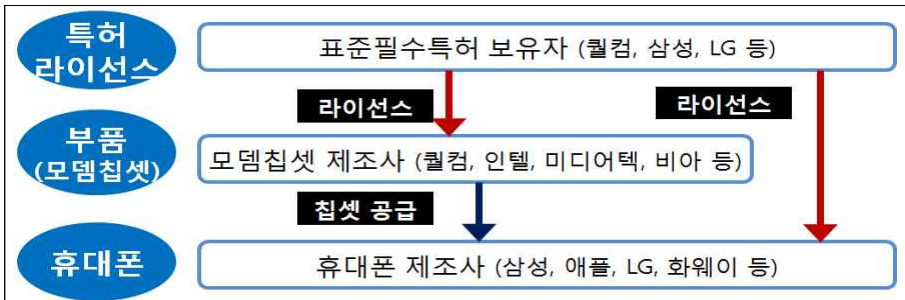 특허
라이선스
표준필수특허 보유자 (퀄컴, 삼성, LG 등)
라이선스
라이선스
부품
(모뎀칩셋)
모뎀칩셋 제조사 (퀄컴, 인텔, 미디어텍, 비아 등)
칩셋 공급
휴대폰
휴대폰 제조사 (삼성, 애플, LG, 화웨이 등)